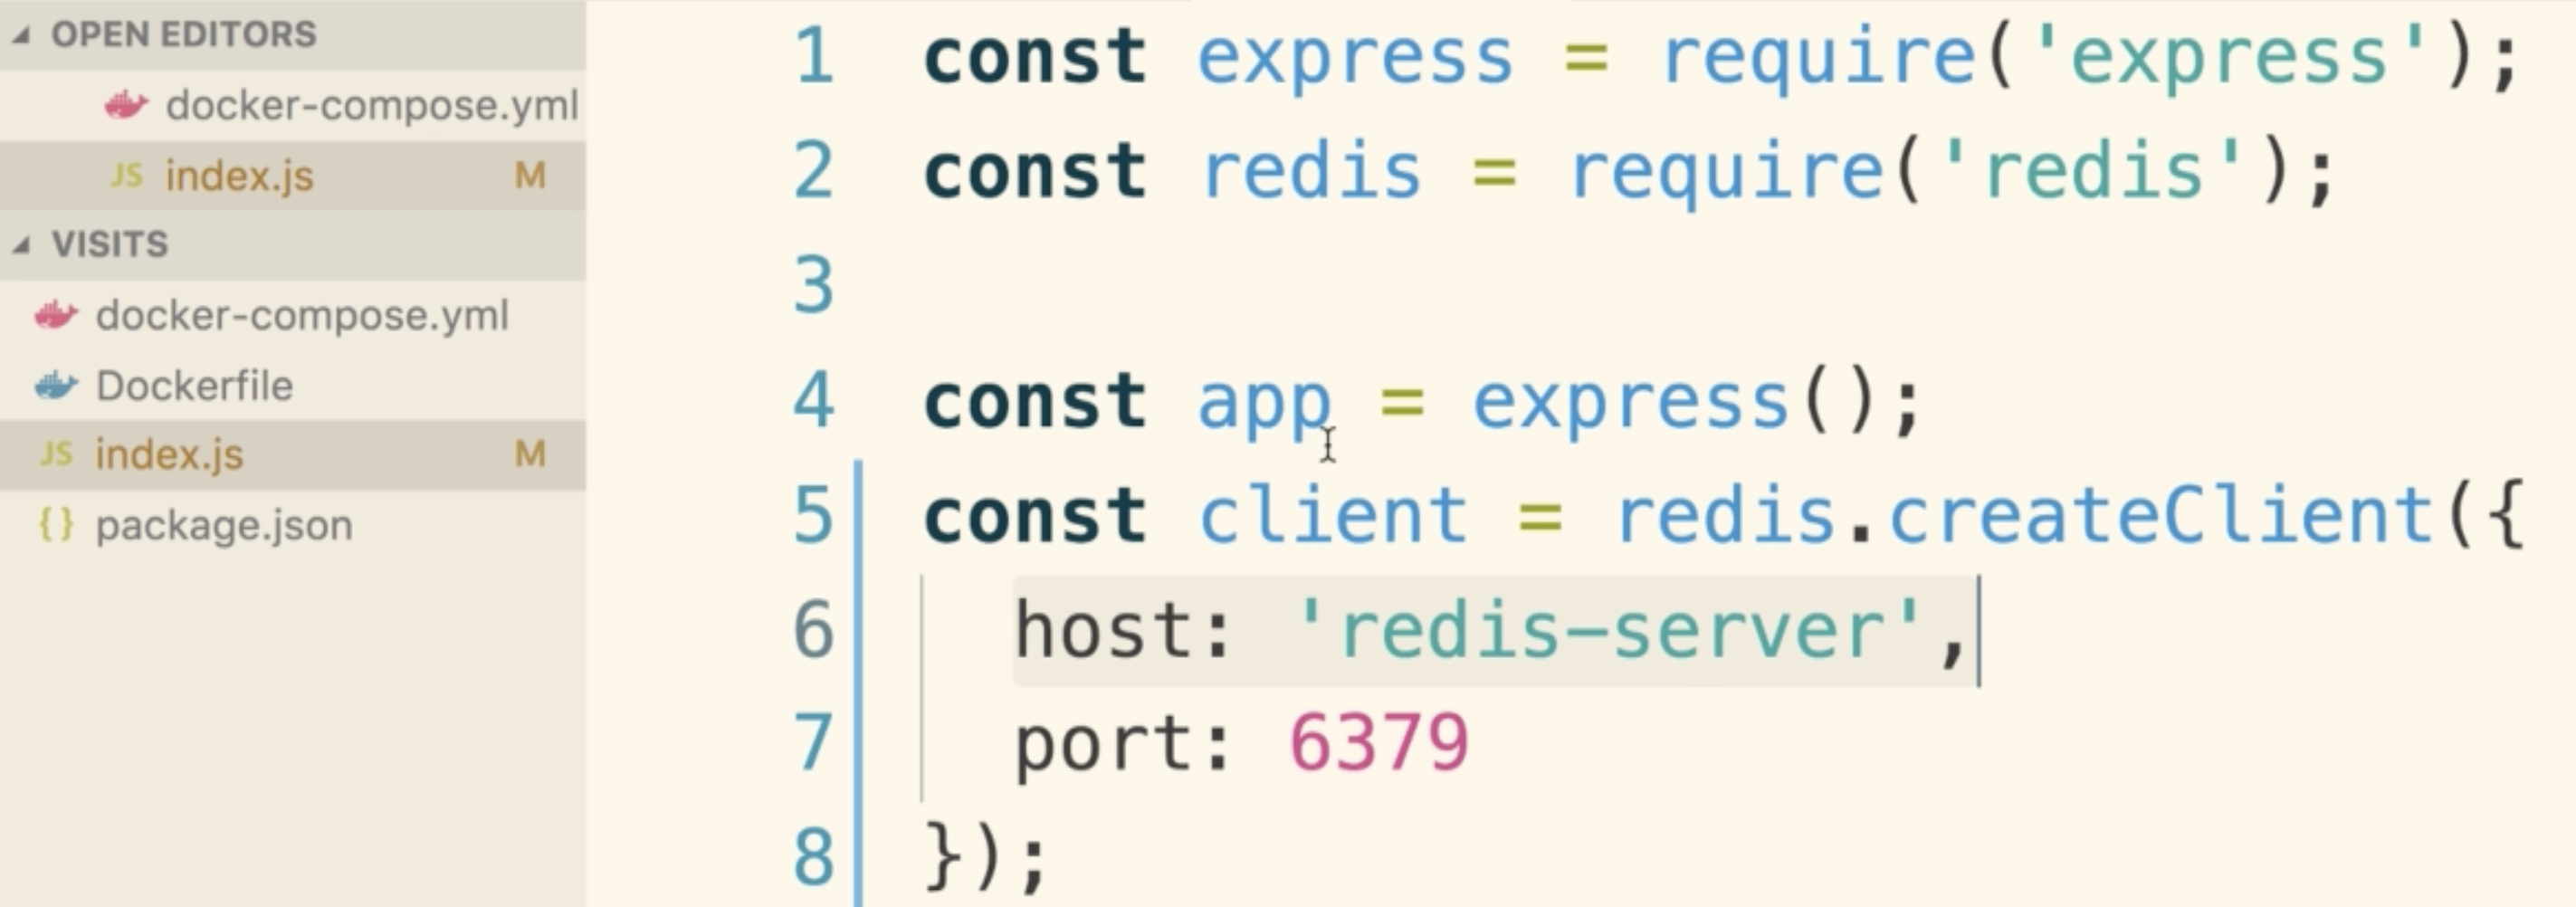 OPEN EDITORS
docker-compose.yml
JS index.js M
VISITS
docker-compose.yml
Dockerfile
JS index.js M
{} package.json
1 const express = require('express');
2 const redis = require('redis');
3
4 const app = express();
5 const client = redis.createClient({
6 host: 'redis-server',
7 port: 6379
8 });